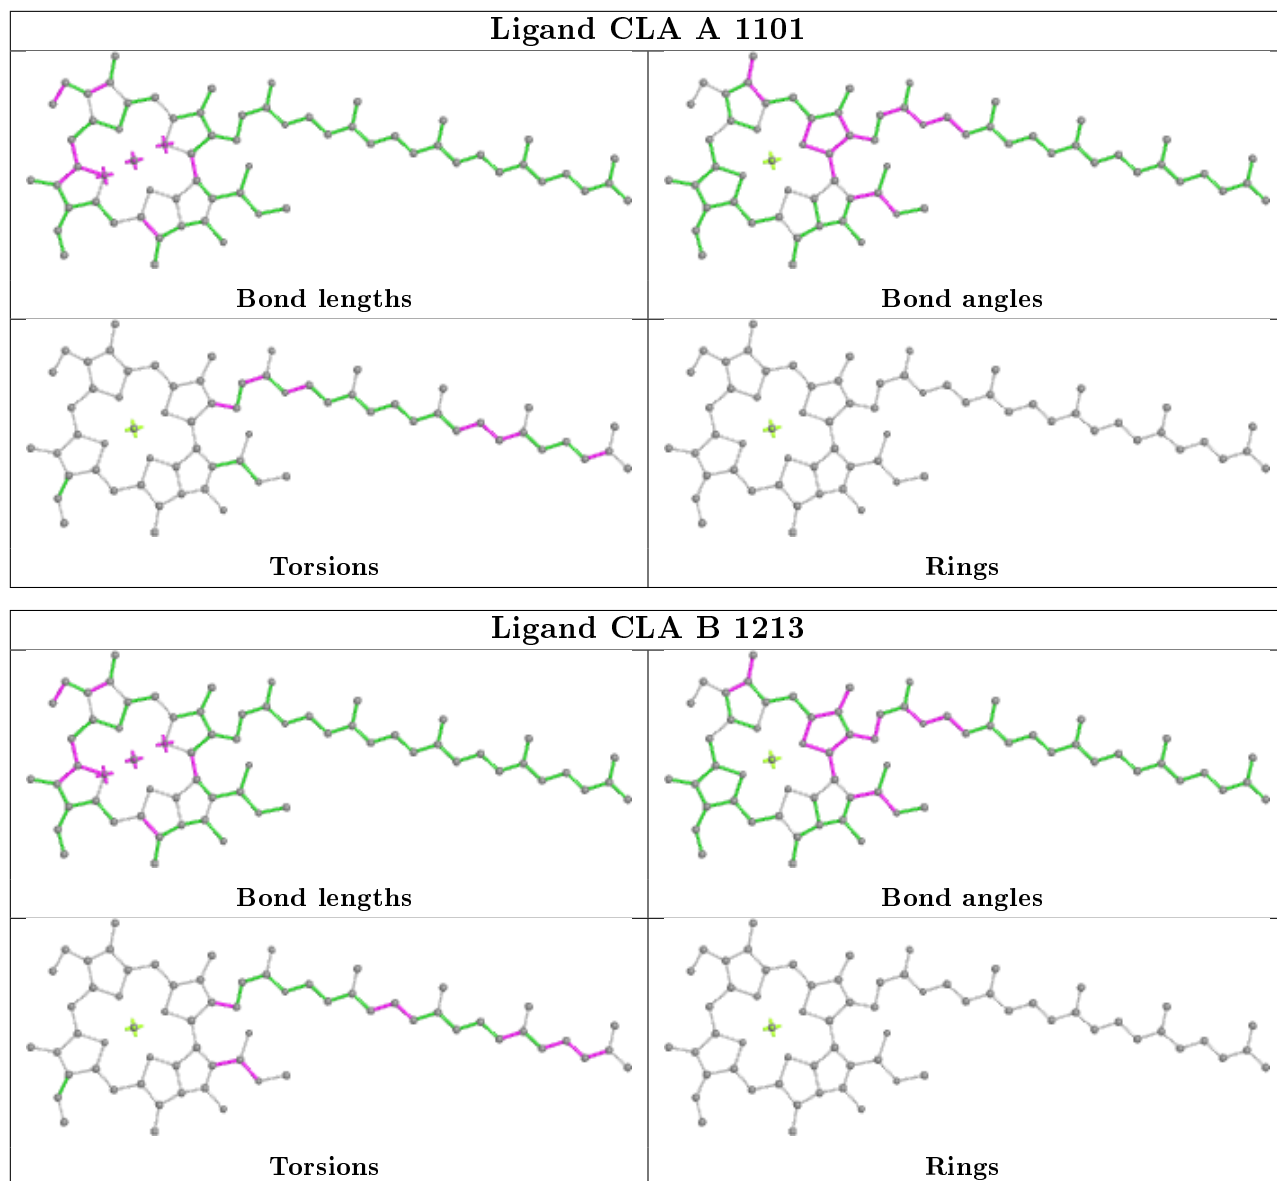 Ligand CLA A 1101
Bond lengths
Bond angles
Torsions
Rings
Ligand CLA B 1213
Bond lengths
Bond angles
Torsions
Rings